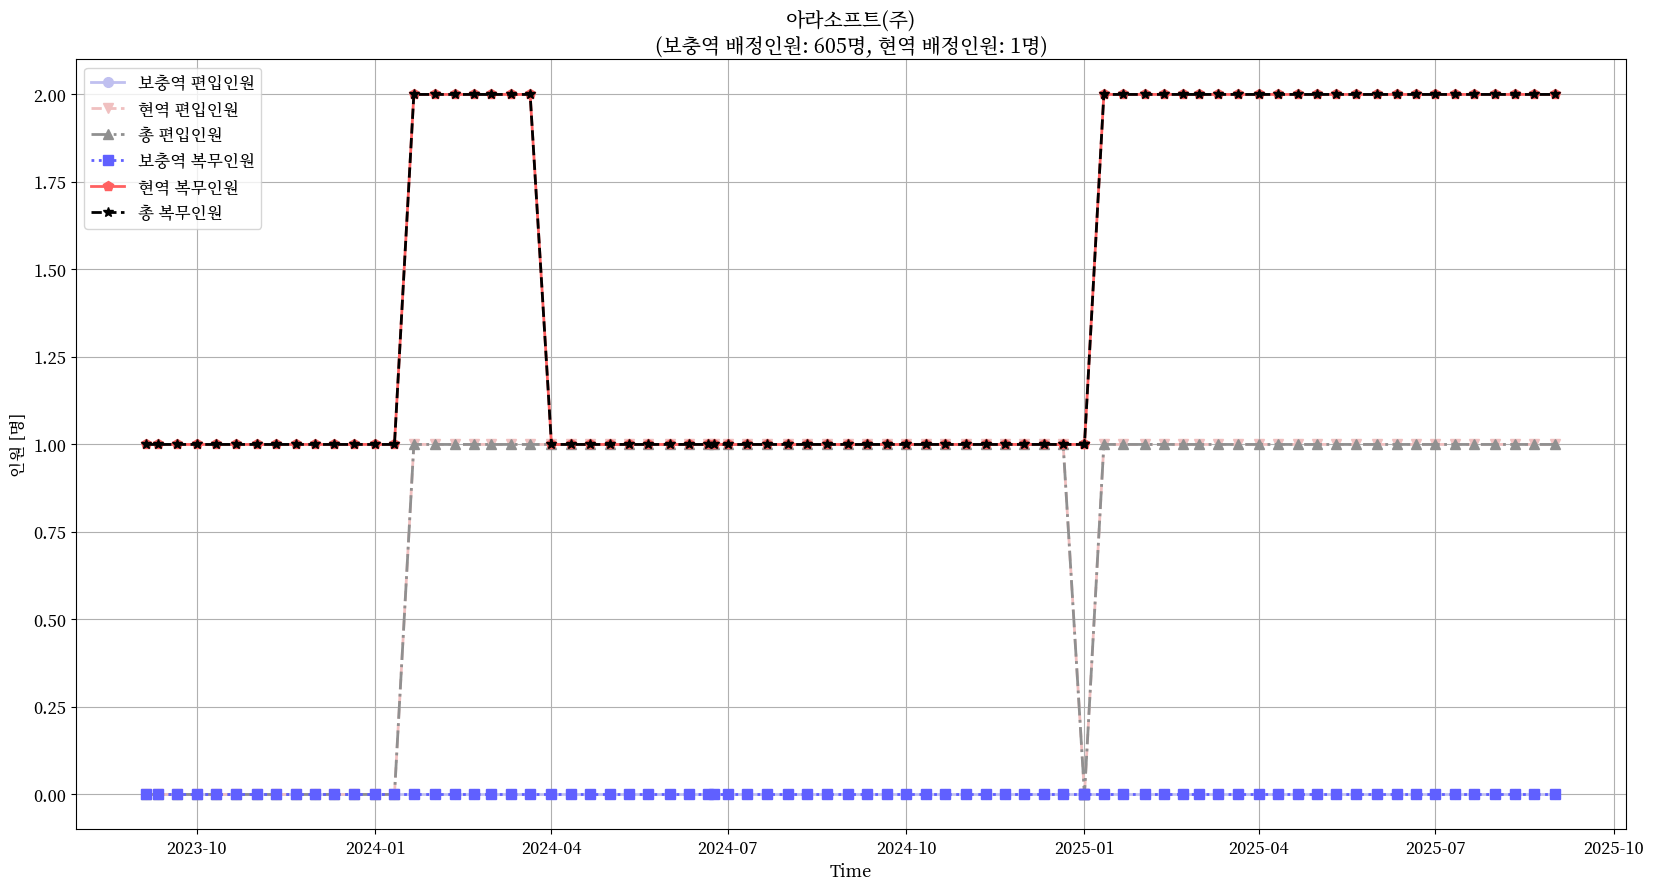 아라소프트(주)
(보충역 배정인원: 605명, 현역 배정인원: 1명)
보충역 편입인원
현역 편입인원
총 편입인원
보충역 복무인원
현역 복무인원
총 복무인원
2.00
1.75
1.50
1.25
1.00
0.75
0.50
0.25
0.00
인원 [명]
2023-10
2024-01
2024-04
2024-07
2024-10
2025-01
2025-04
2025-07
2025-10
Time